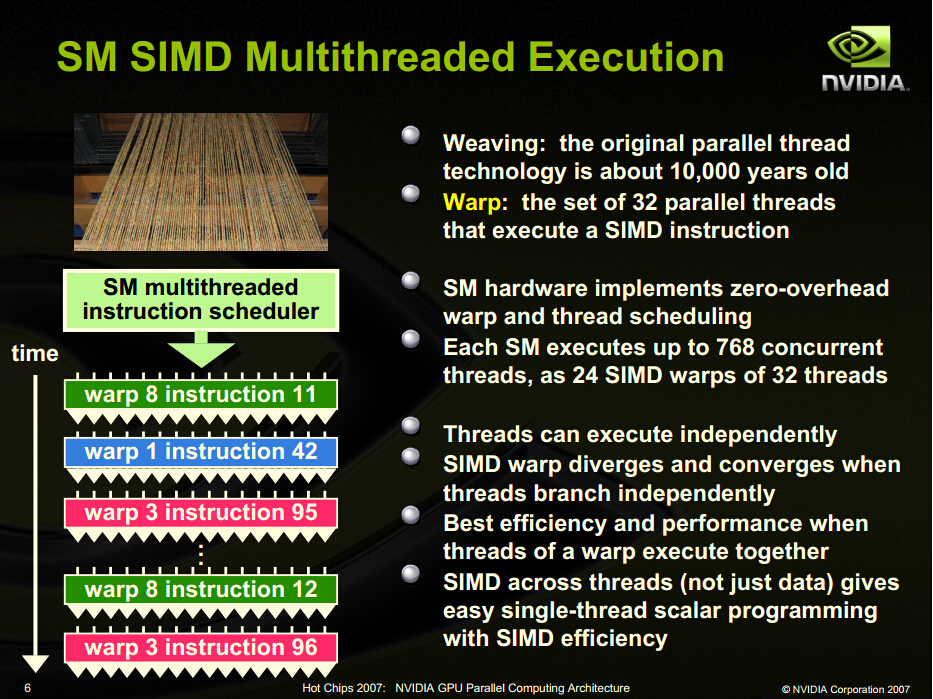 SM SIMD Multithreaded Execution
NVIDIA.
Weaving: the original parallel thread
technology is about 10,000 years old
Warp: the set of 32 parallel threads
that execute a SIMD instruction
SM hardware implements zero-overhead
warp and thread scheduling
Each SM executes up to 768 concurrent
threads, as 24 SIMD warps of 32 threads
Threads can execute independently
SIMD warp diverges and converges when
threads branch independently
Best efficiency and performance when
threads of a warp execute together
SIMD across threads (not just data) gives
easy single-thread scalar programming
with SIMD efficiency
SM multithreaded
instruction scheduler
time
warp 8 instruction 11
warp 1 instruction 42
warp 3 instruction 95
⋮
warp 8 instruction 12
warp 3 instruction 96
6
Hot Chips 2007: NVIDIA GPU Parallel Computing Architecture
© NVIDIA Corporation 2007